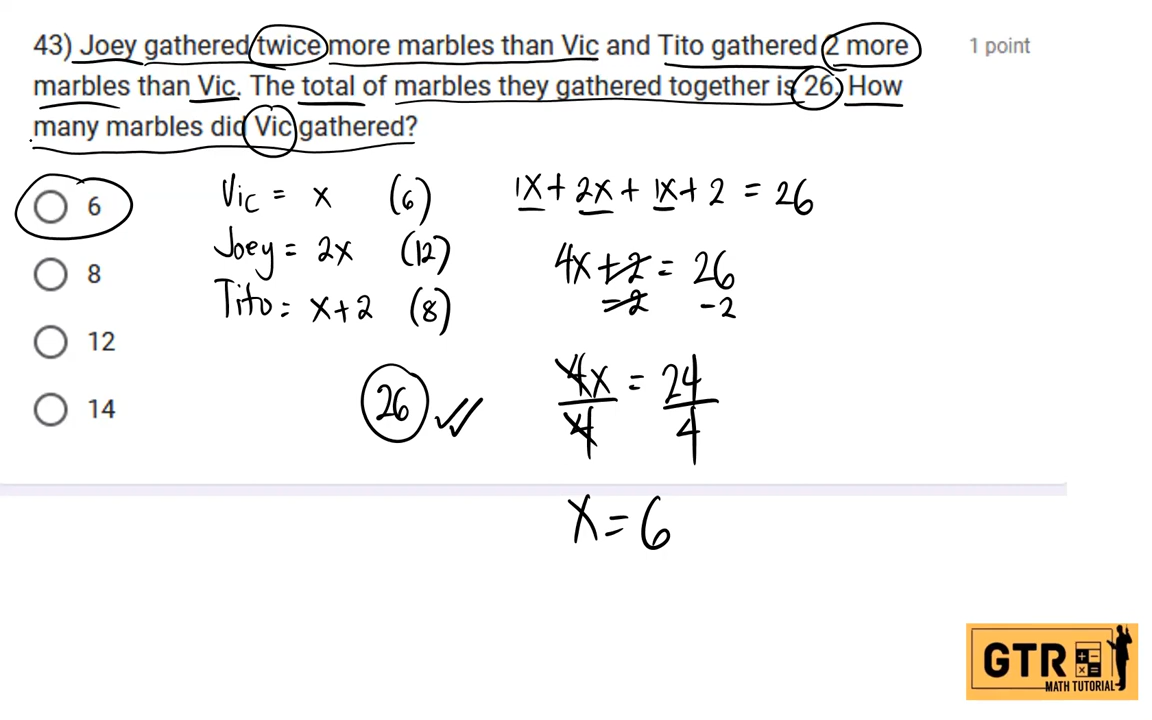 43) Joey gathered twice more marbles than Vic and Tito gathered 2 more
1 point
marbles than Vic. The total of marbles they gathered together is 26. How
many marbles did Vic gathered?
6
8
12
14
Vic = x (6)
Joey = 2x (12)
Tito = x+2 (8)
26
1x + 2x + 1x + 2 = 26
4x + 2 = 26
-2 -2
4x = 24
4 4
x = 6
GTR
MATH TUTORIAL